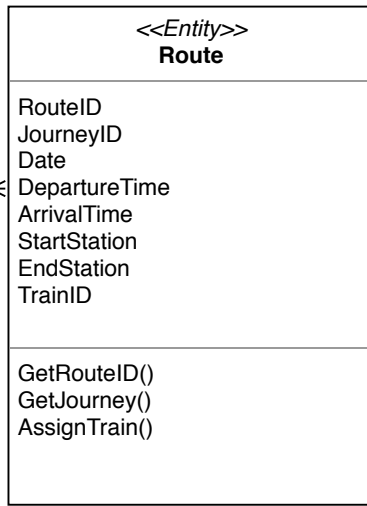 <<Entity>>
Route
RouteID
JourneyID
Date
DepartureTime
ArrivalTime
StartStation
EndStation
TrainID
GetRouteID()
GetJourney()
AssignTrain()